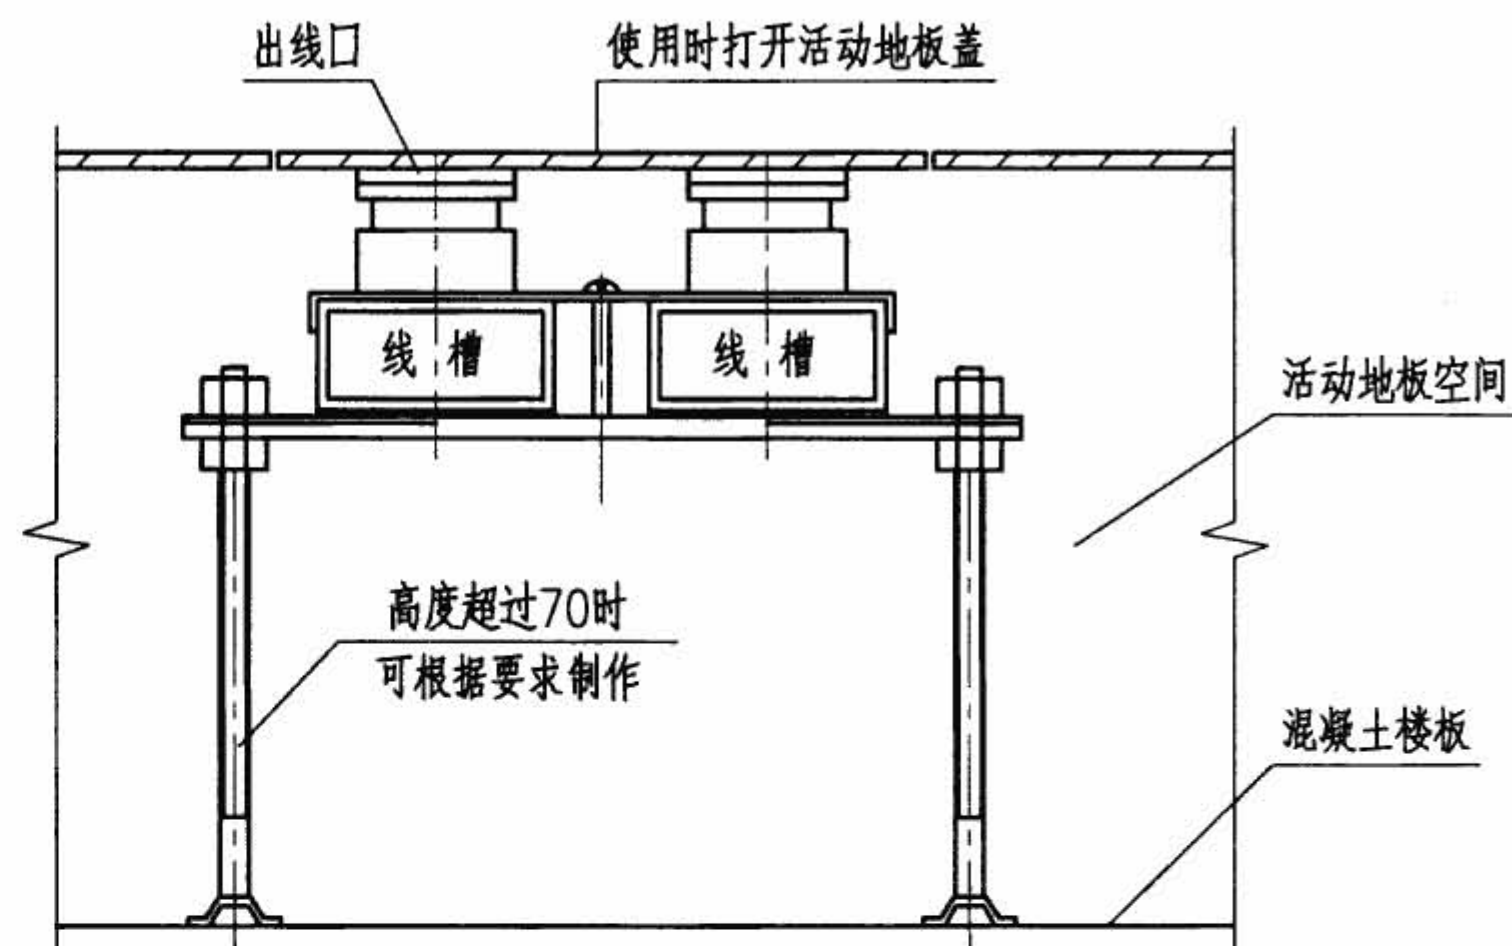 出线口
使用时打开活动地板盖
线槽
线槽
活动地板空间
高度超过70时
可根据要求制作
混凝土楼板